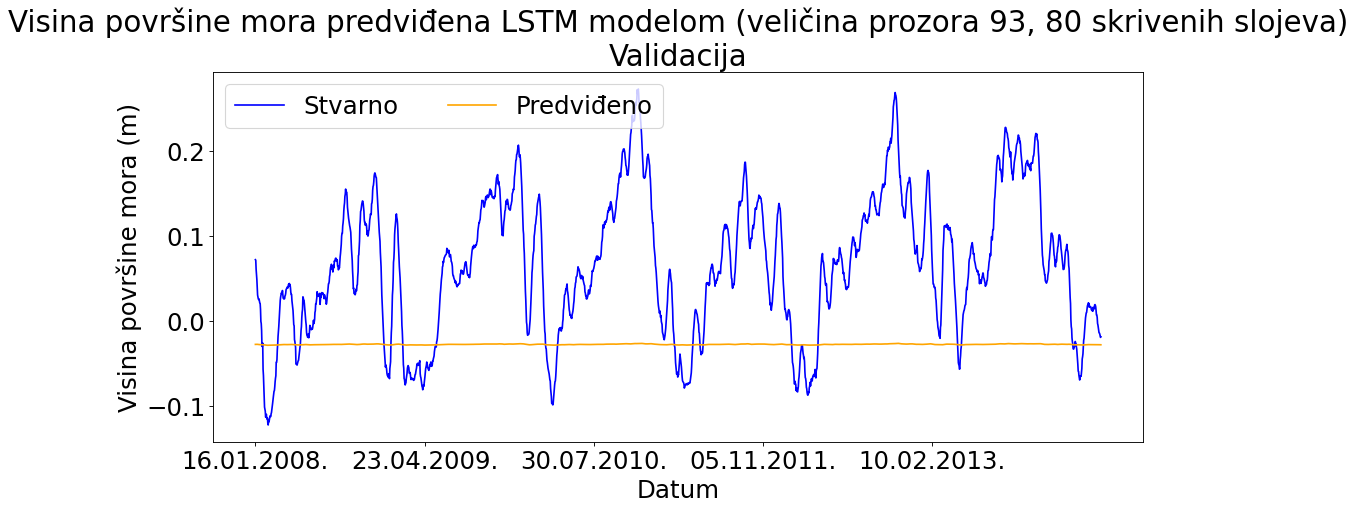 Visina površine mora predviđena LSTM modelom (veličina prozora 93, 80 skrivenih slojeva)
Validacija
Stvarno Predviđeno
Visina površine mora (m)
0.2
0.1
0.0
−0.1
16.01.2008. 23.04.2009. 30.07.2010. 05.11.2011. 10.02.2013.
Datum